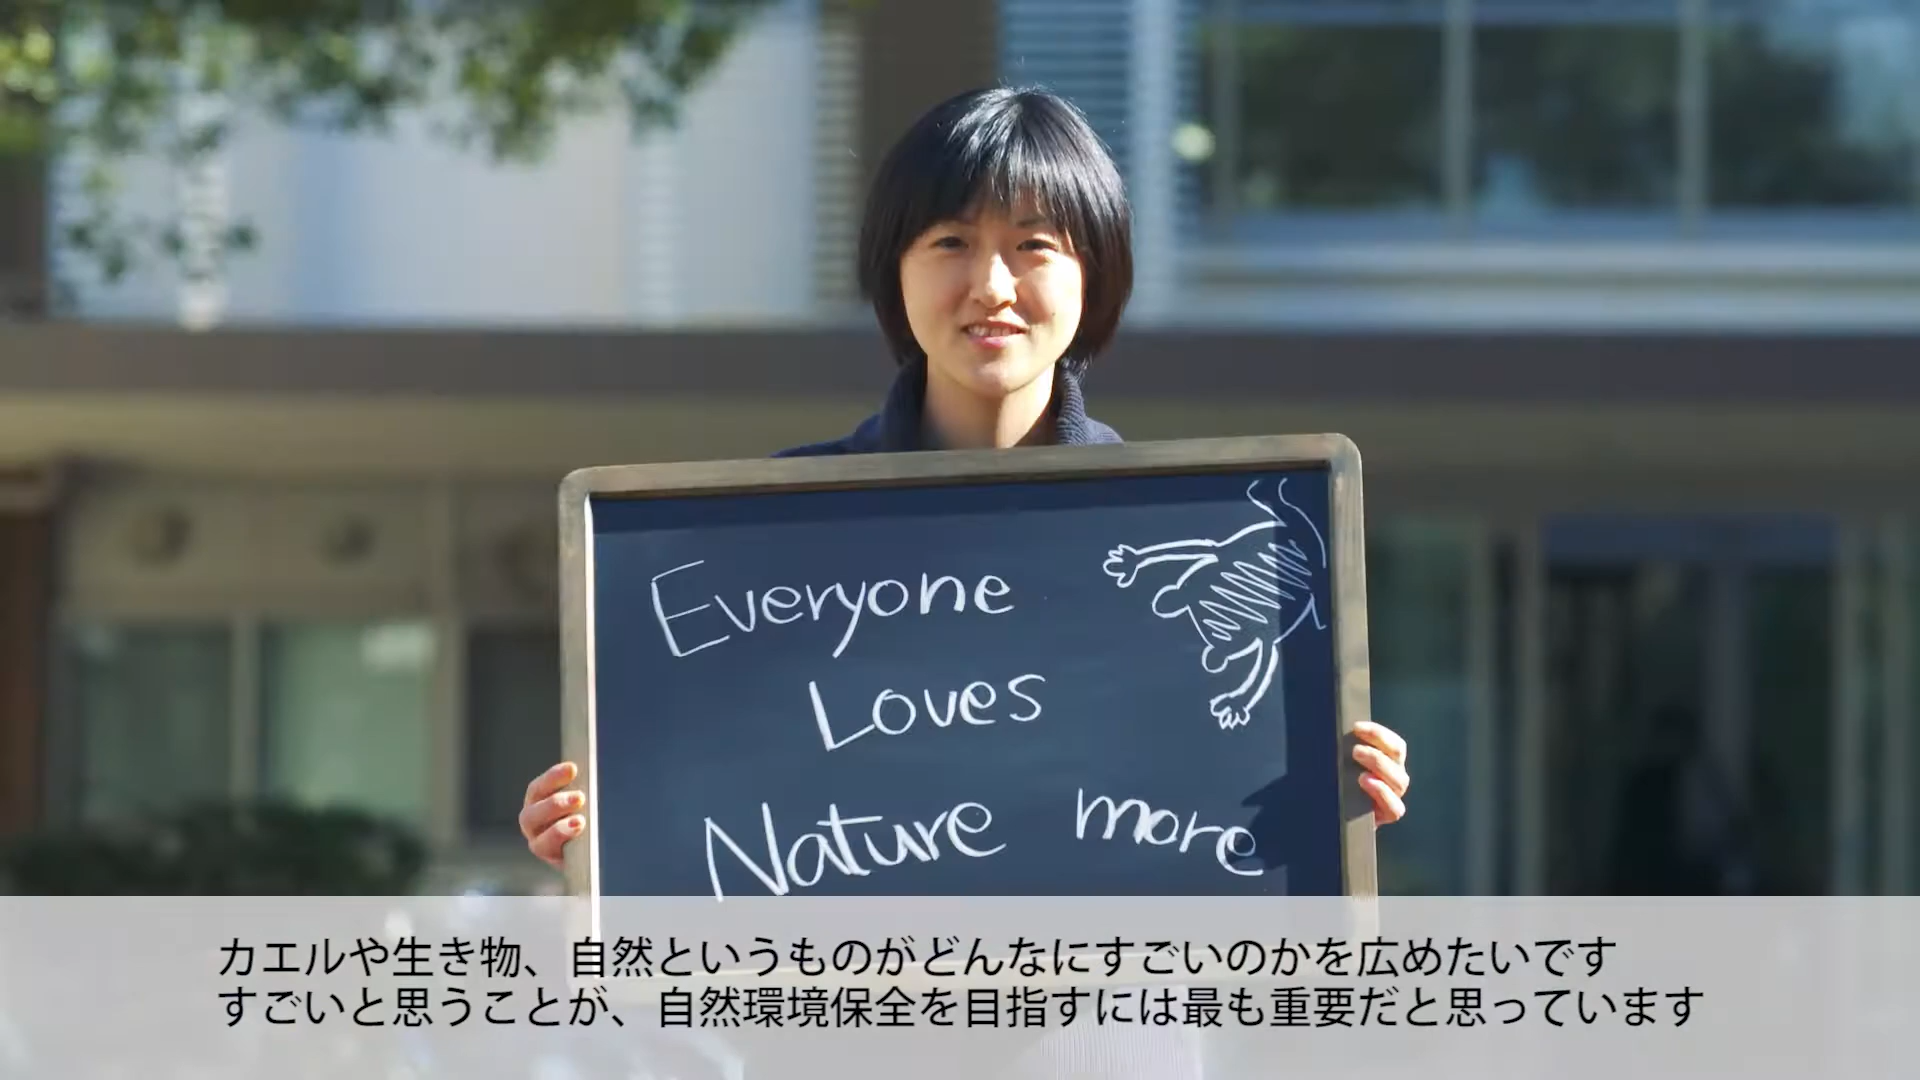 Everyone
Loves
Nature more
カエルや生き物、自然というものがどんなにすごいのかを広めたいです
すごいと思うことが、自然環境保全を目指すには最も重要だと思っています